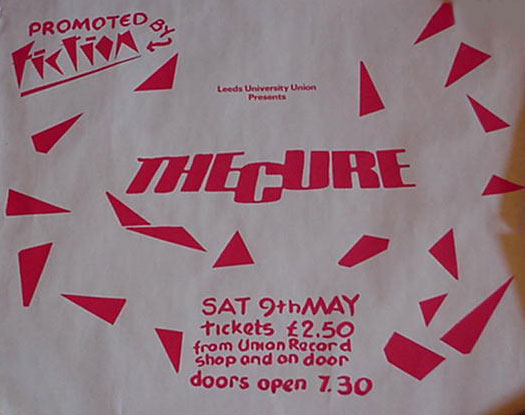 PROMOTED BY
Fiction
Leeds University Union
Presents
THE CURE
SAT 9th MAY
tickets £2.50
from Union Record
shop and on door
doors open 7.30